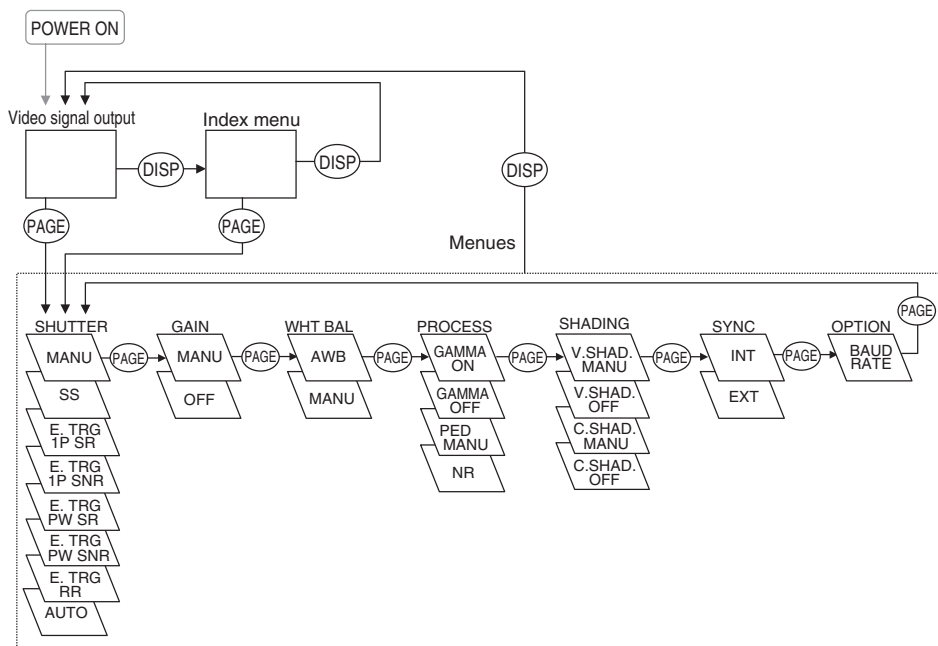 POWER ON
Video signal output
Index menu
DISP
DISP
DISP
PAGE
PAGE
Menues
PAGE
SHUTTER
MANU
SS
E. TRG
1P SR
E. TRG
1P SNR
E. TRG
PW SR
E. TRG
PW SNR
E. TRG
RR
AUTO
PAGE
GAIN
MANU
OFF
PAGE
WHT BAL
AWB
MANU
PAGE
PROCESS
GAMMA
ON
GAMMA
OFF
PED
MANU
NR
PAGE
SHADING
V.SHAD.
MANU
V.SHAD.
OFF
C.SHAD.
MANU
C.SHAD.
OFF
PAGE
SYNC
INT
EXT
PAGE
OPTION
BAUD
RATE